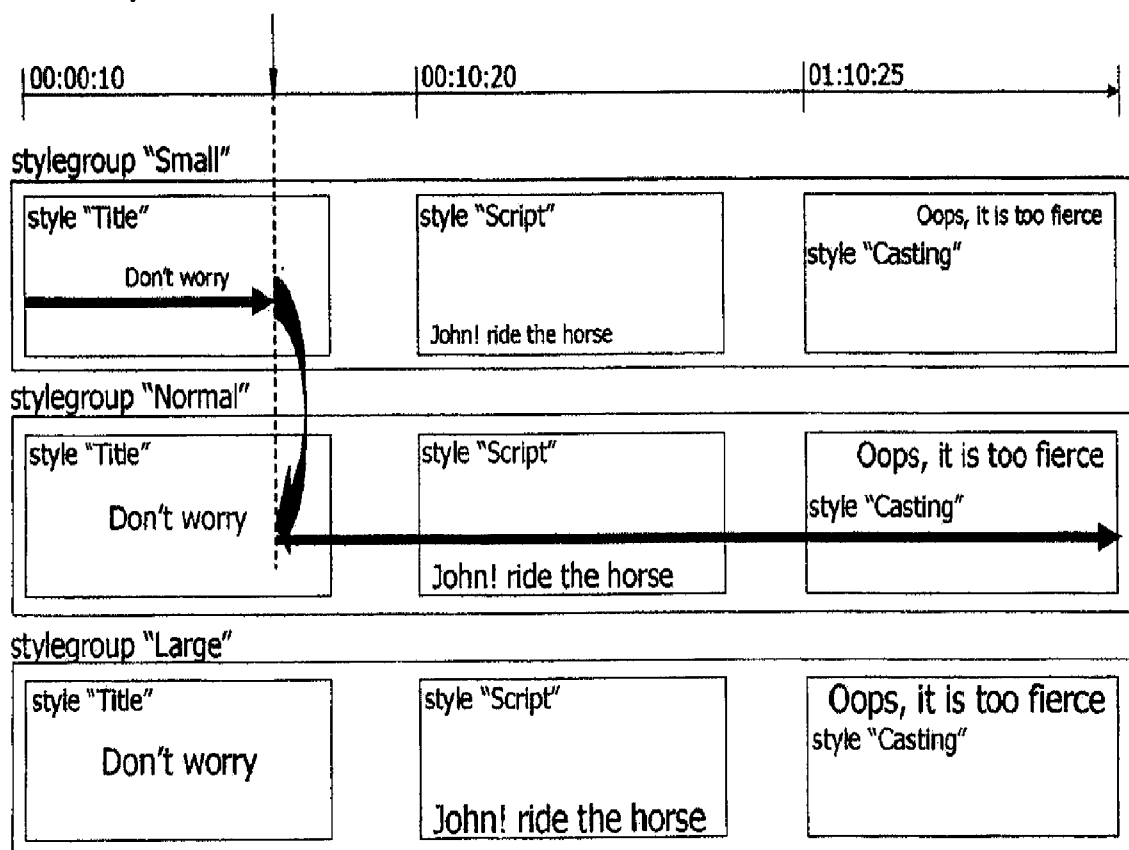 00:00:10 00:10:20 01:10:25
stylegroup "Small"
style "Title" style "Script" Oops, it is too fierce
style "Casting"
Don't worry
John! ride the horse
stylegroup "Normal"
style "Title" style "Script" Oops, it is too fierce
style "Casting"
Don't worry
John! ride the horse
stylegroup "Large"
style "Title" style "Script" Oops, it is too fierce
style "Casting"
Don't worry
John! ride the horse